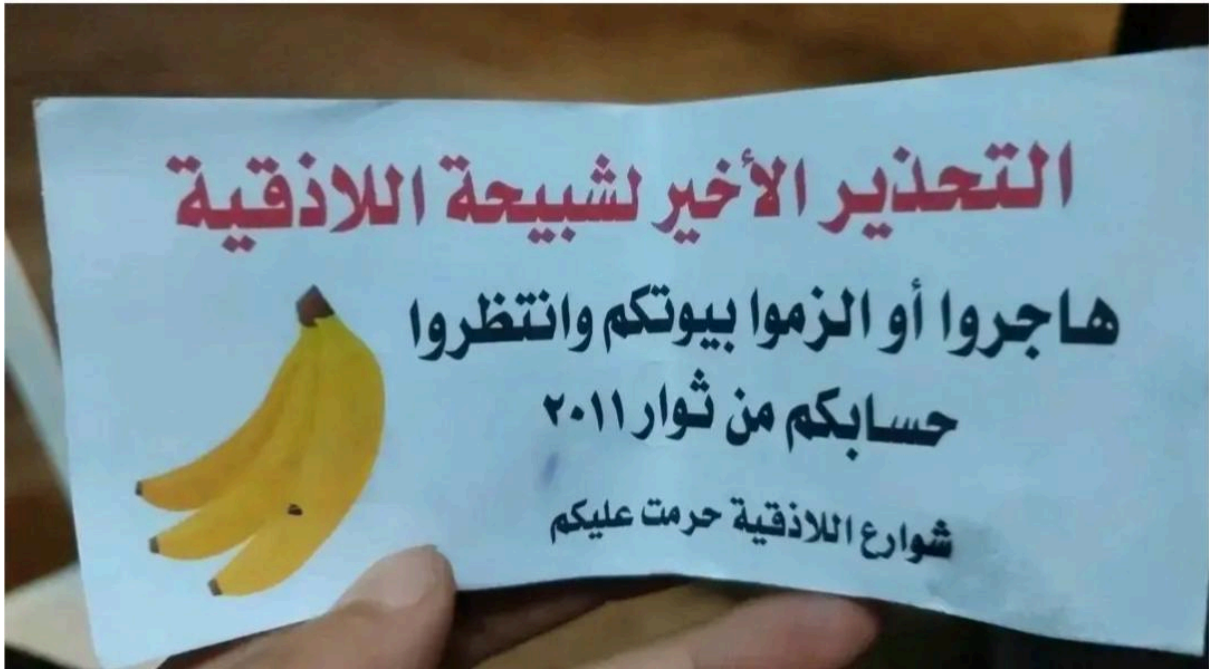 التحذير الأخير لشبيحة اللاذقية
هاجروا أو الزموا بيوتكم وانتظروا
حسابكم من ثوار ٢٠١١
شوارع اللاذقية حرمت عليكم